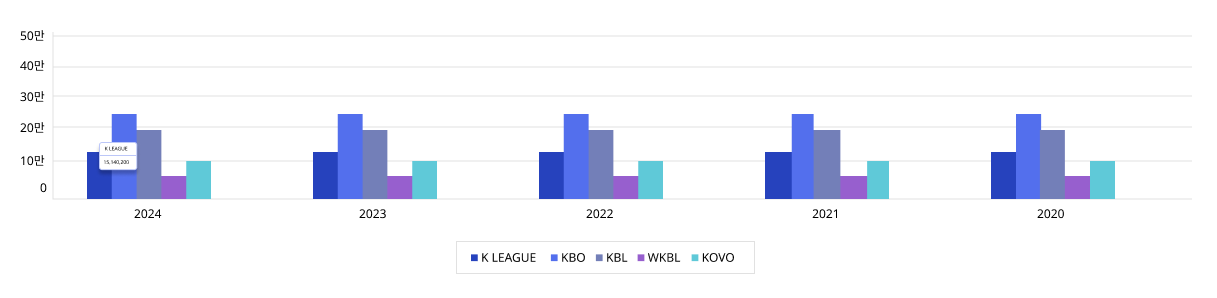 50만
40만
30만
20만
10만
0
K LEAGUE
15,140,200
2024 2023 2022 2021 2020
K LEAGUE KBO KBL WKBL KOVO